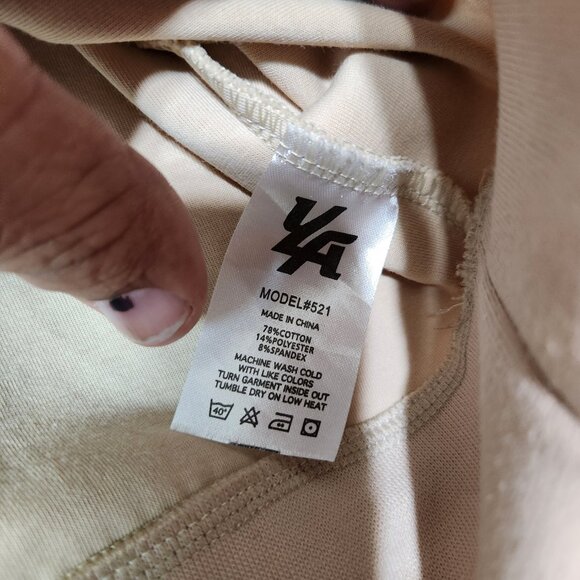 YLA
MODEL#521
MADE IN CHINA
78%COTTON
14%POLYESTER
8%SPANDEX
MACHINE WASH COLD
WITH LIKE COLORS
TURN GARMENT INSIDE OUT
TUMBLE DRY ON LOW HEAT
40°